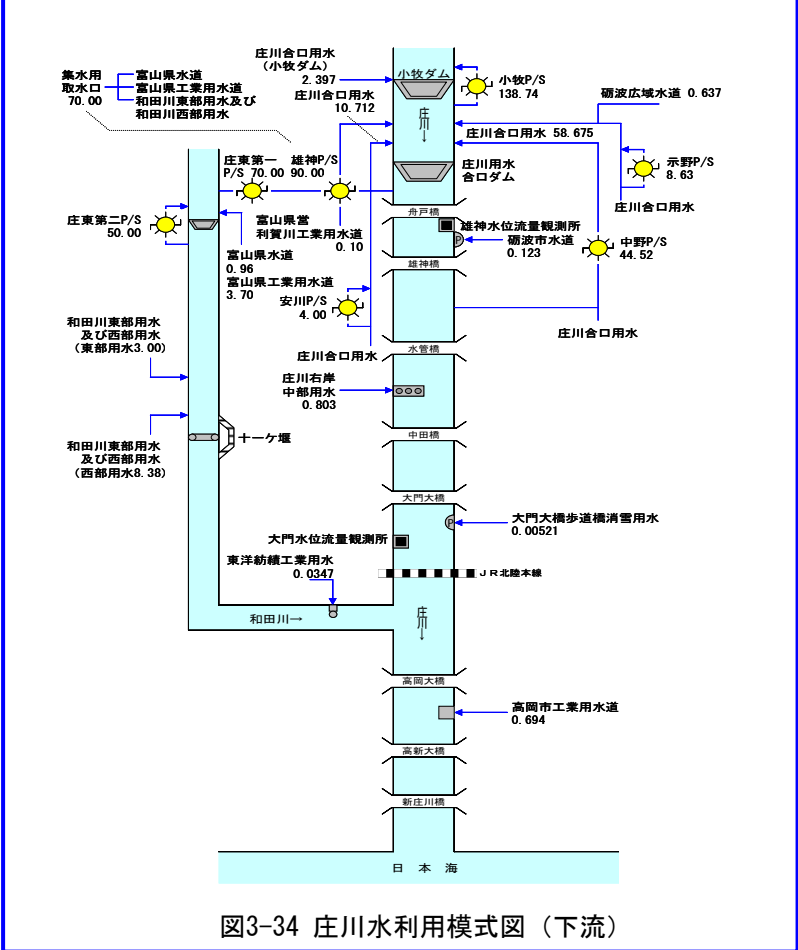 庄川合口用水
(小牧ダム)
2.397
小牧ダム
小牧P/S
138.74
集水用
取水口
70.00
富山県水道
富山県工業用水道
和田川東部用水及び
和田川西部用水
庄川合口用水
10.712
砺波広域水道 0.637
庄川→
庄川合口用水 58.675
示野P/S
8.63
庄川合口用水
庄東第一
P/S 70.00
雄神P/S
90.00
庄川用水
合口ダム
舟戸橋
庄東第二P/S
50.00
富山県営
利賀川工業用水道
0.10
雄神水位流量観測所
砺波市水道
0.123
中野P/S
44.52
富山県水道
0.96
富山県工業用水道
3.70
雄神橋
安川P/S
4.00
和田川東部用水
及び西部用水
(東部用水3.00)
庄川合口用水
庄川合口用水
水管橋
庄川右岸
中部用水
0.803
和田川東部用水
及び西部用水
(西部用水8.38)
十一ケ堰
中田橋
大門大橋
大門大橋歩道橋消雪用水
0.00521
P
P
大門水位流量観測所
東洋紡績工業用水
0.0347
JR北陸本線
和田川→
庄川→
高岡大橋
高岡市工業用水道
0.694
高新大橋
新庄川橋
日本海
図3-34 庄川水利用模式図（下流）